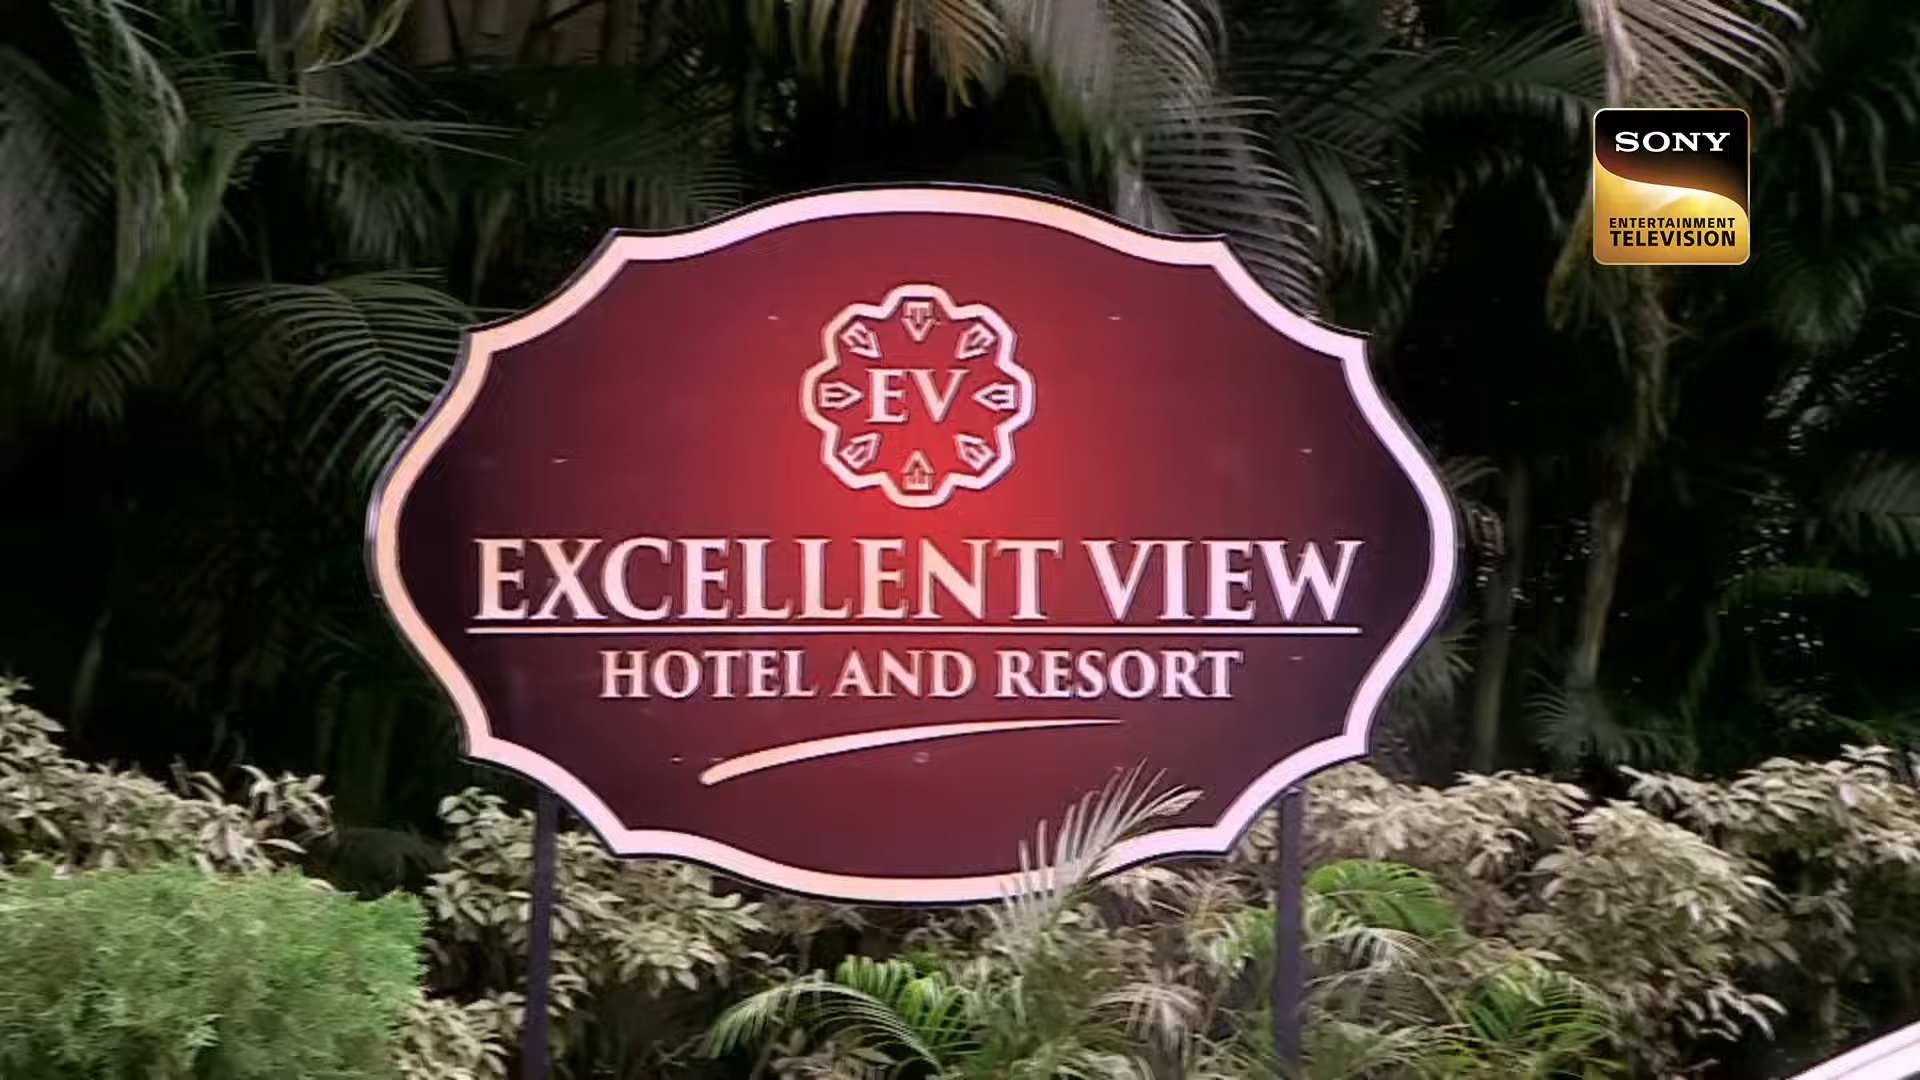 SONY
ENTERTAINMENT
TELEVISION
EV
EXCELLENT VIEW
HOTEL AND RESORT